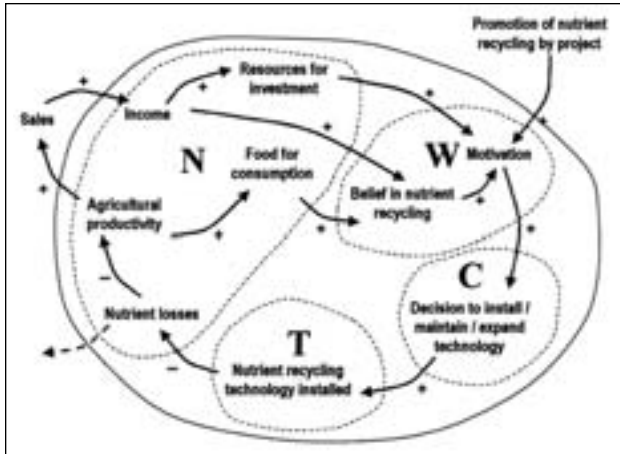 Promotion of nutrient
recycling by project
+
Resources for
investment
+
+
+
Sales
Income
+
+
W
Motivation
N
Food for
consumption
Belief in nutrient
recycling
+
+
Agricultural
productivity
+
+
+
C
−
Decision to install /
maintain / expand
technology
Nutrient losses
T
−
Nutrient recycling
technology installed
+